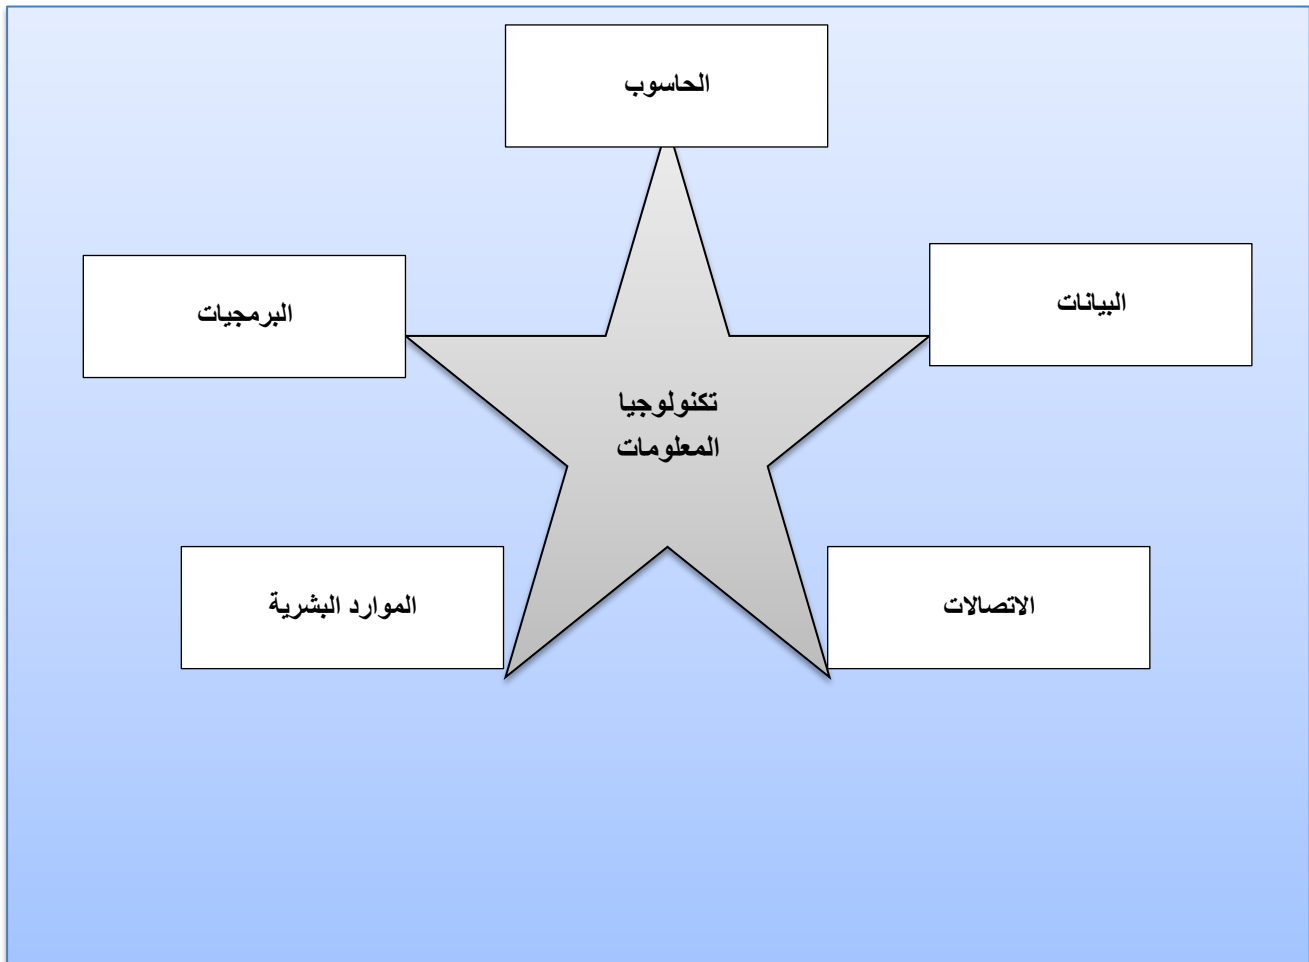 الحاسوب
البيانات
البرمجيات
تكنولوجيا
المعلومات
الاتصالات
الموارد البشرية